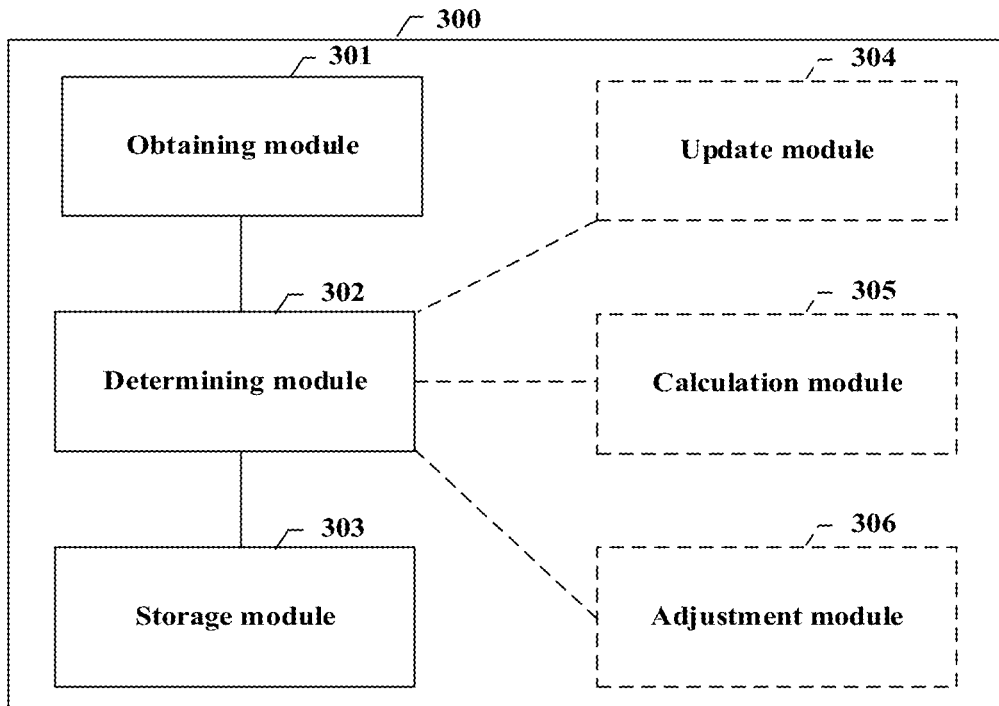 300
301
Obtaining module
304
Update module
302
Determining module
305
Calculation module
303
Storage module
306
Adjustment module